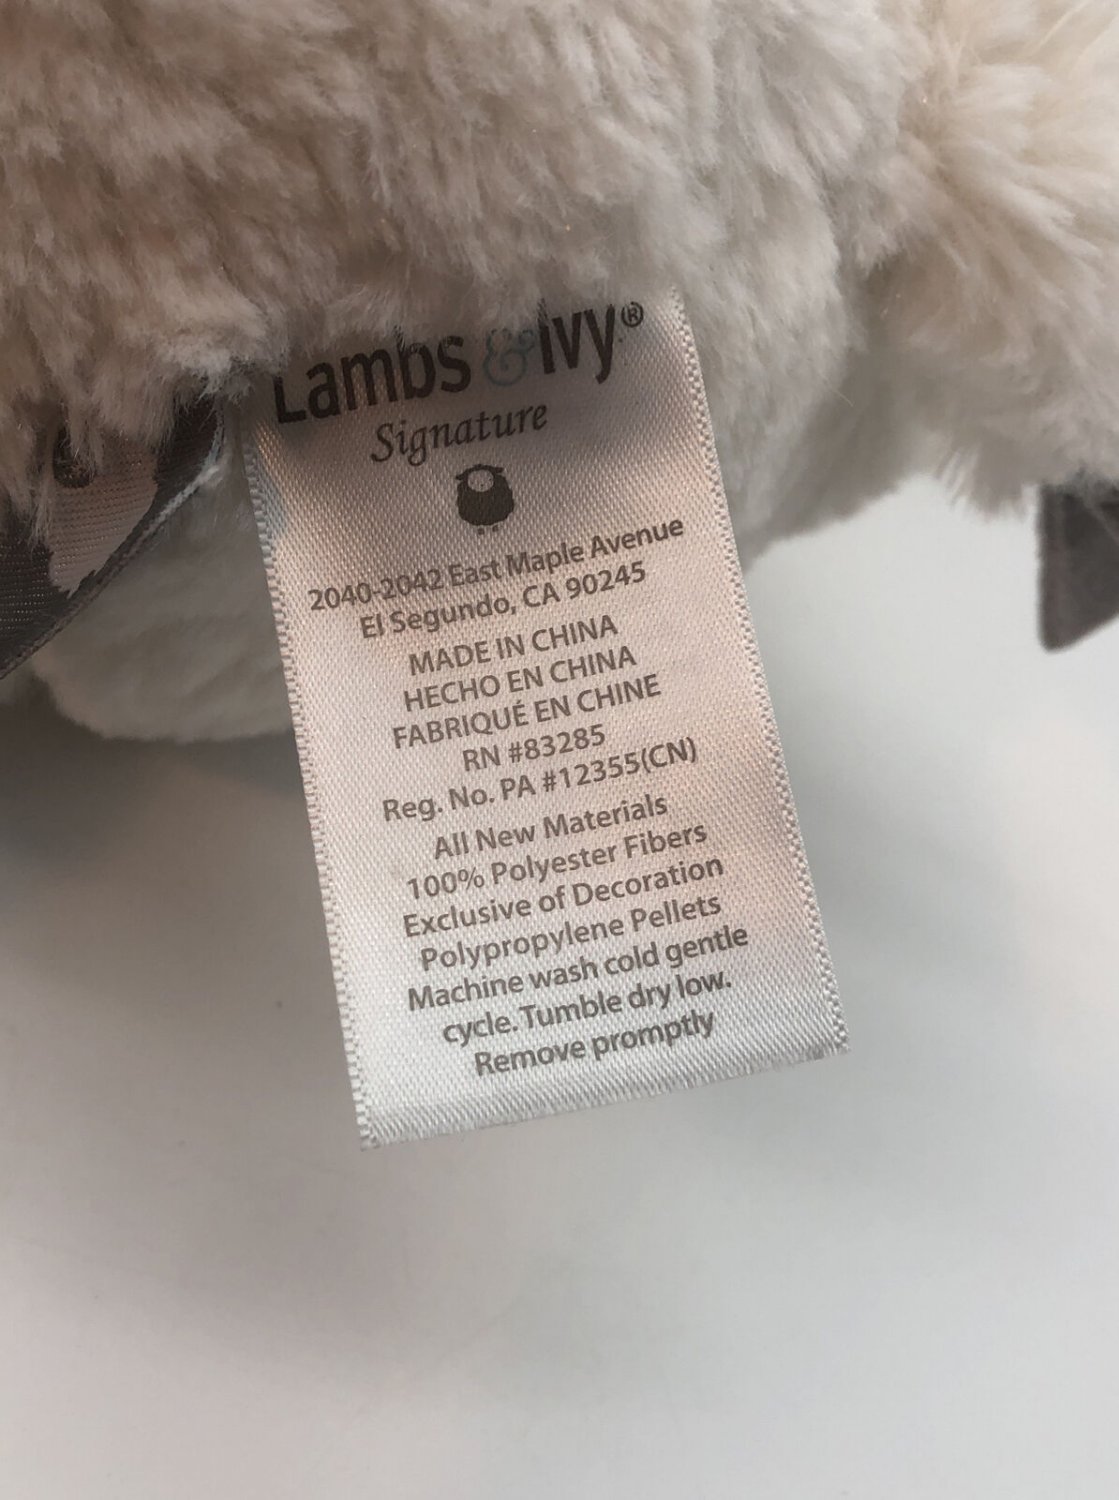 Lambs & Ivy®
Signature
2040-2042 East Maple Avenue
El Segundo, CA 90245
MADE IN CHINA
HECHO EN CHINA
FABRIQUÉ EN CHINE
RN #83285
Reg. No. PA #12355(CN)
All New Materials
100% Polyester Fibers
Exclusive of Decoration
Polypropylene Pellets
Machine wash cold gentle
cycle. Tumble dry low.
Remove promptly